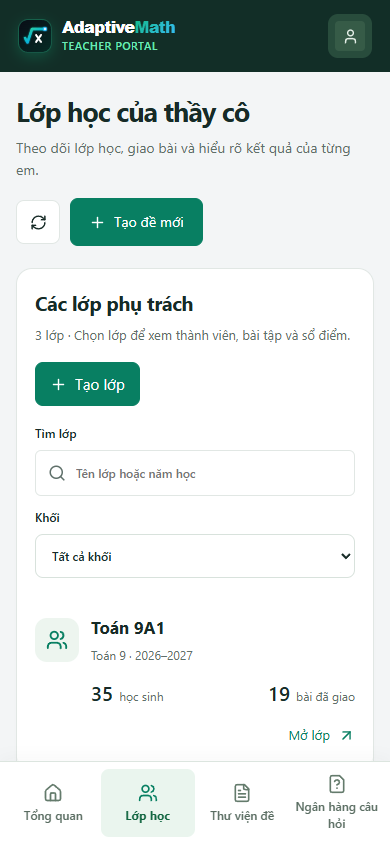 AdaptiveMath
TEACHER PORTAL
Lớp học của thầy cô
Theo dõi lớp học, giao bài và hiểu rõ kết quả của từng
em.
Tạo đề mới
Các lớp phụ trách
3 lớp · Chọn lớp để xem thành viên, bài tập và sổ điểm.
Tạo lớp
Tìm lớp
Tên lớp hoặc năm học
Khối
Tất cả khối
Toán 9A1
Toán 9 · 2026–2027
35 học sinh 19 bài đã giao
Mở lớp
Tổng quan
Lớp học
Thư viện đề
Ngân hàng câu
hỏi